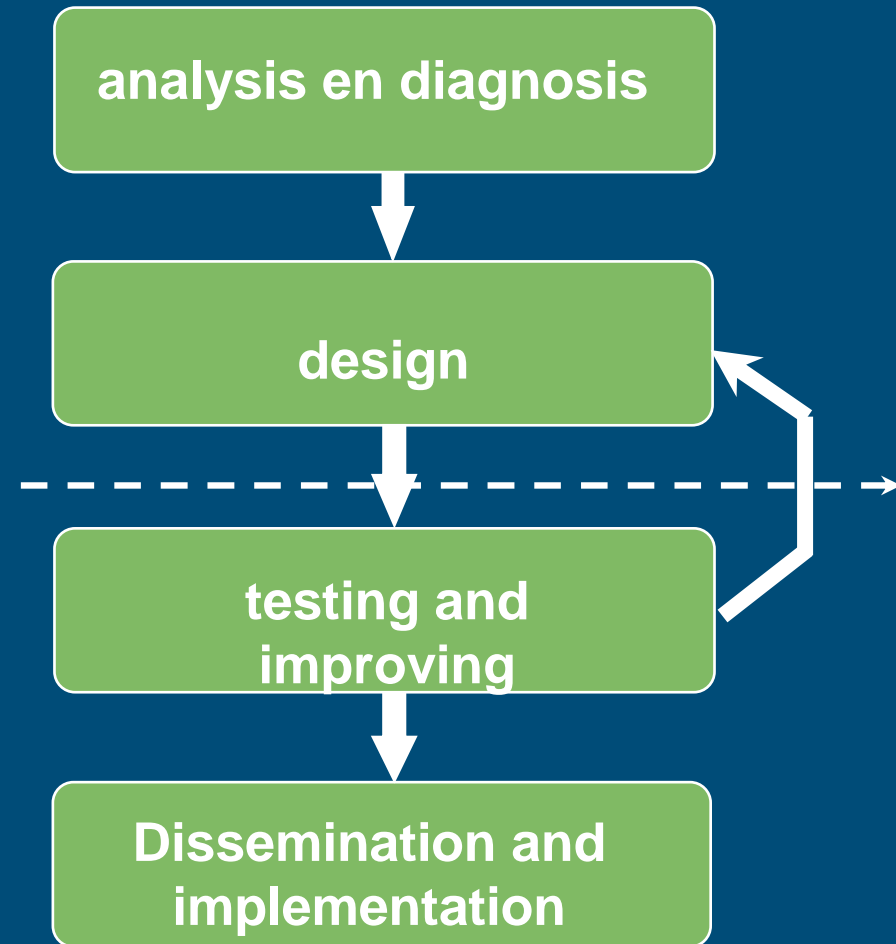 analysis en diagnosis
design
testing and
improving
Dissemination and
implementation